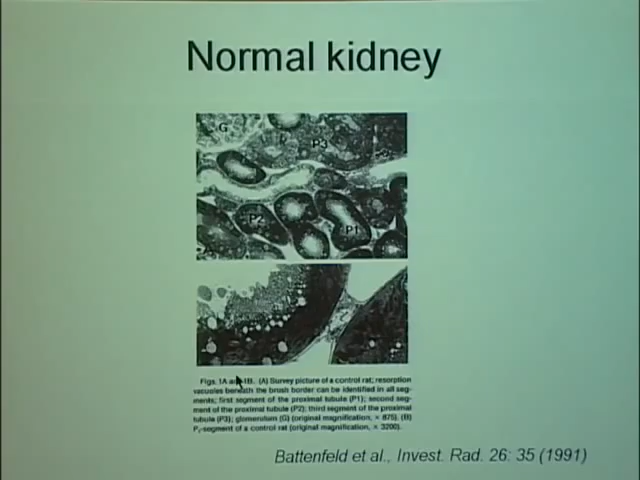 Normal kidney
G
P3
P2
P1
Figs. 1A and 1B. (A) Survey picture of a control rat; resorption
vacuoles beneath the brush border can be identified in all seg-
ments; first segment of the proximal tubule (P1); second seg-
ment of the proximal tubule (P2); third segment of the proximal
tubule (P3); glomerulum (G) (original magnification, × 875). (B)
P₁-segment of a control rat (original magnification, × 3200).
Battenfeld et al., Invest. Rad. 26: 35 (1991)